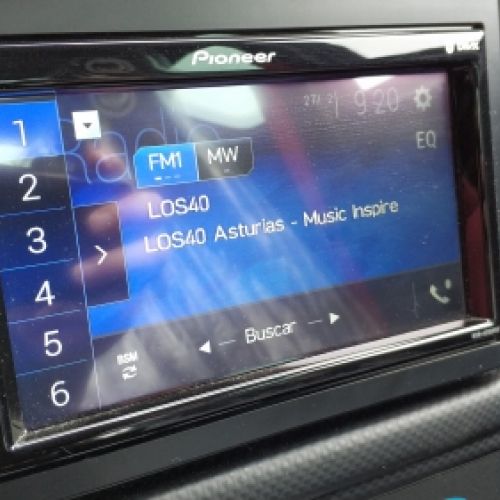 Pioneer
Radio
27/ 2
9:20
EQ
FM1
MW
LOS40
LOS40 Asturias - Music Inspire
1
2
3
4
5
6
Buscar
BSM